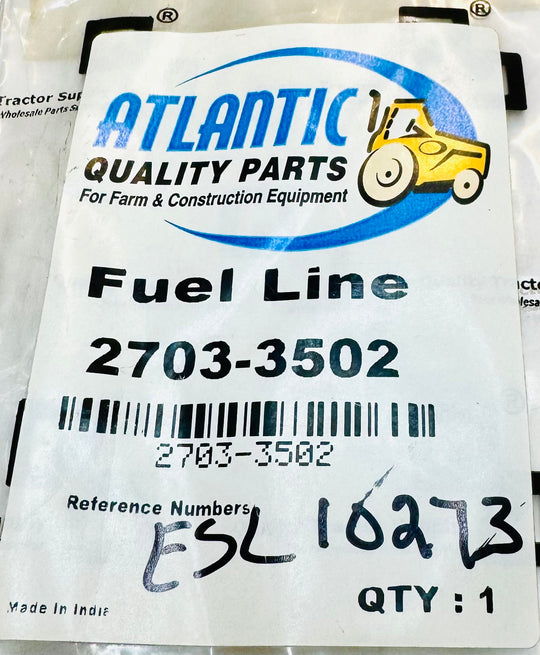 ®
®
Tractor Sup
Wholesale Parts Su
ATLANTIC
QUALITY PARTS
For Farm & Construction Equipment
Fuel Line
2703-3502
2703-3502
Reference Numbers
ESL 10273
Made In India
QTY : 1